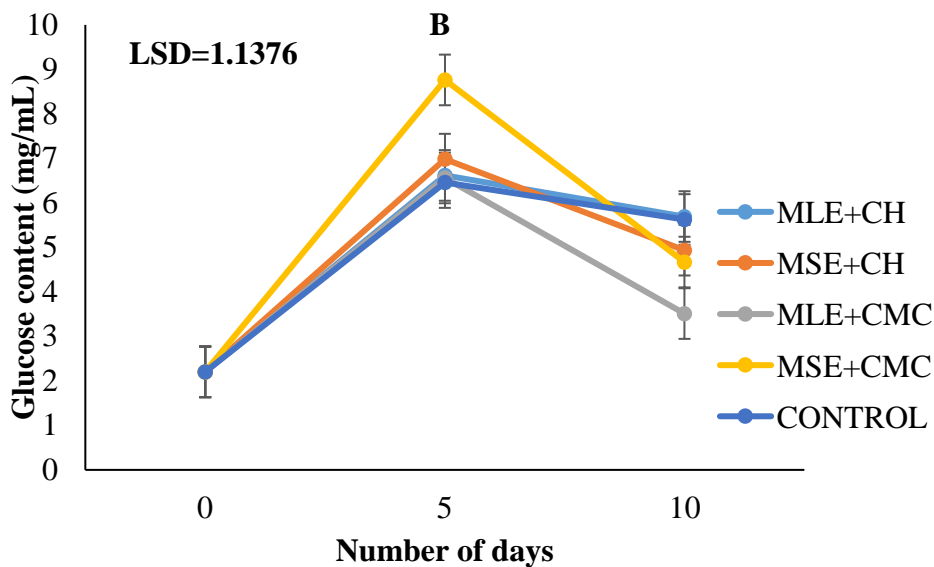 B
LSD=1.1376
Glucose content (mg/mL)
10
9
8
7
6
5
4
3
2
1
0
0 5 10
Number of days
MLE+CH
MSE+CH
MLE+CMC
MSE+CMC
CONTROL